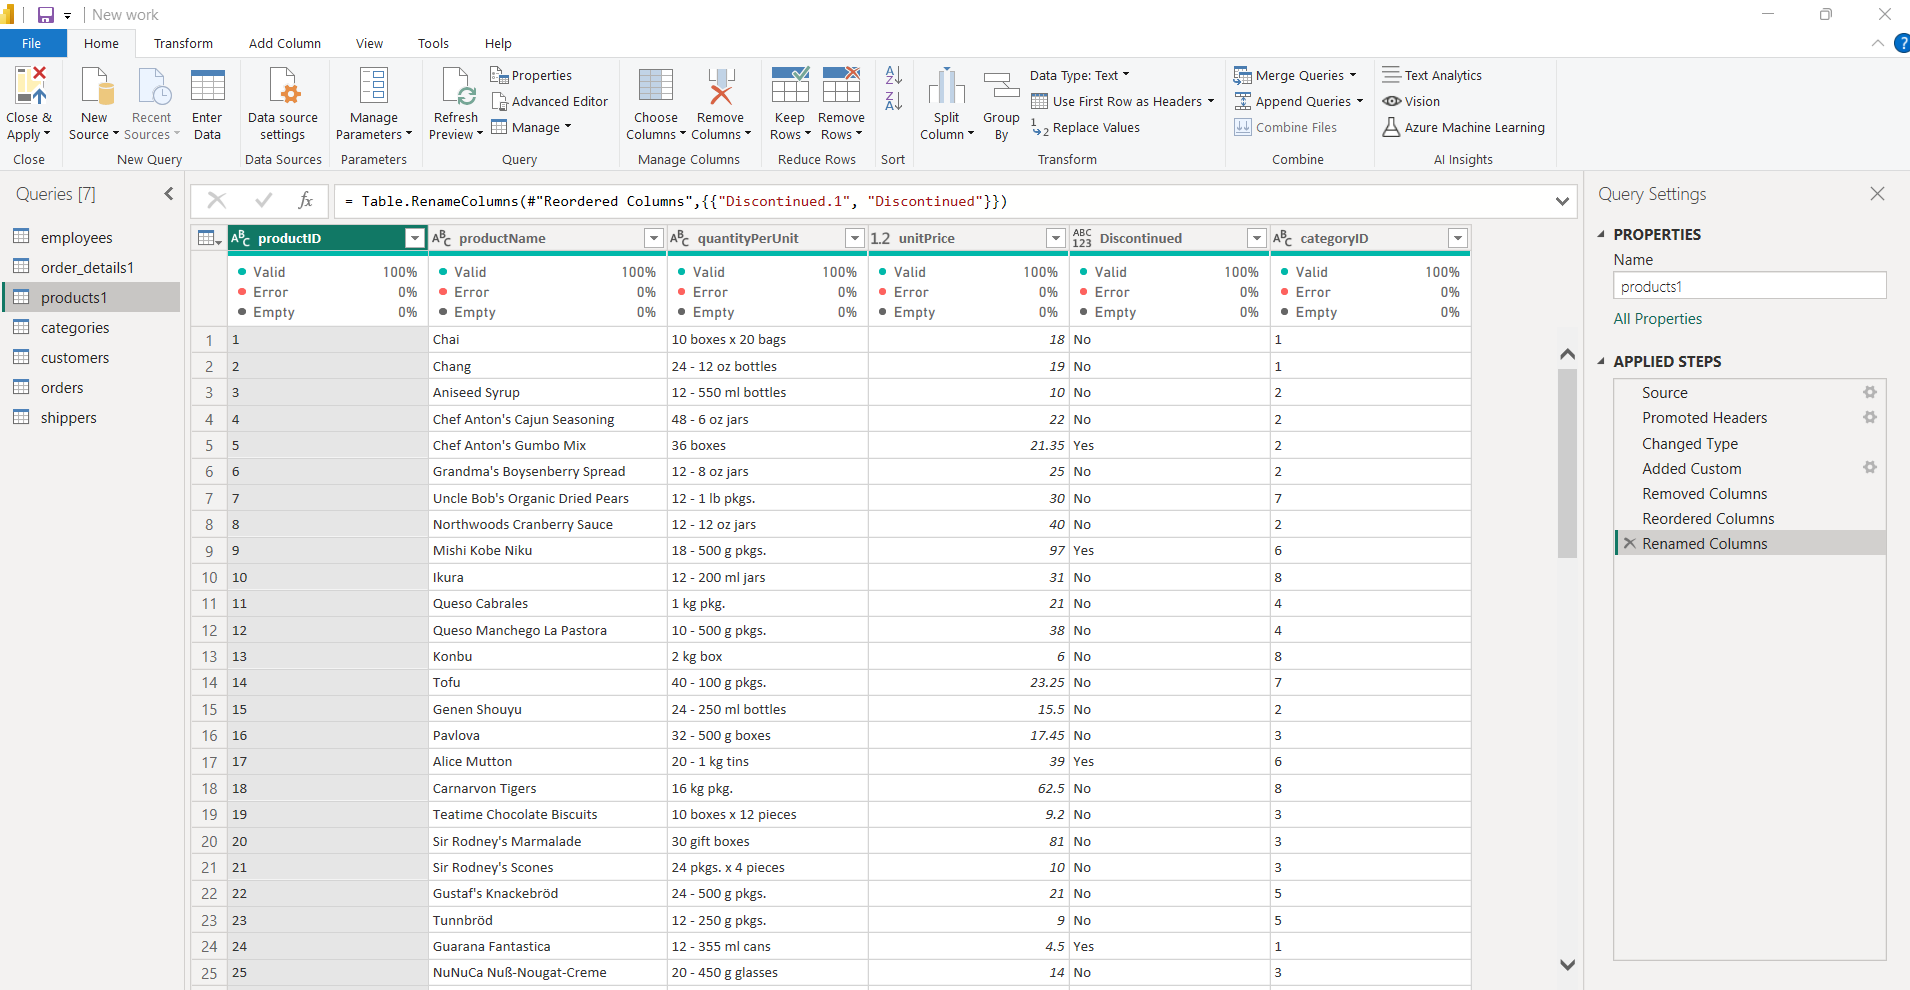 New work
File Home Transform Add Column View Tools Help
Close & Apply
Close
New Source
Recent Sources
Enter Data
New Query
Data source settings
Data Sources
Manage Parameters
Parameters
Refresh Preview
Properties
Advanced Editor
Manage
Query
Choose Columns
Remove Columns
Manage Columns
Keep Rows
Remove Rows
Reduce Rows
Sort
Split Column
Group By
Data Type: Text
Use First Row as Headers
Replace Values
Transform
Merge Queries
Append Queries
Combine Files
Combine
Text Analytics
Vision
Azure Machine Learning
AI Insights
Queries [7]
employees
order_details1
products1
categories
customers
orders
shippers
fx = Table.RenameColumns(#"Reordered Columns",{{"Discontinued.1", "Discontinued"}})
ABC productID ABC productName ABC quantityPerUnit 1.2 unitPrice ABC 123 Discontinued ABC categoryID
Valid 100% Valid 100% Valid 100% Valid 100% Valid 100% Valid 100%
Error 0% Error 0% Error 0% Error 0% Error 0% Error 0%
Empty 0% Empty 0% Empty 0% Empty 0% Empty 0% Empty 0%
1 1 Chai 10 boxes x 20 bags 18 No 1
2 2 Chang 24 - 12 oz bottles 19 No 1
3 3 Aniseed Syrup 12 - 550 ml bottles 10 No 2
4 4 Chef Anton's Cajun Seasoning 48 - 6 oz jars 22 No 2
5 5 Chef Anton's Gumbo Mix 36 boxes 21.35 Yes 2
6 6 Grandma's Boysenberry Spread 12 - 8 oz jars 25 No 2
7 7 Uncle Bob's Organic Dried Pears 12 - 1 lb pkgs. 30 No 7
8 8 Northwoods Cranberry Sauce 12 - 12 oz jars 40 No 2
9 9 Mishi Kobe Niku 18 - 500 g pkgs. 97 Yes 6
10 10 Ikura 12 - 200 ml jars 31 No 8
11 11 Queso Cabrales 1 kg pkg. 21 No 4
12 12 Queso Manchego La Pastora 10 - 500 g pkgs. 38 No 4
13 13 Konbu 2 kg box 6 No 8
14 14 Tofu 40 - 100 g pkgs. 23.25 No 7
15 15 Genen Shouyu 24 - 250 ml bottles 15.5 No 2
16 16 Pavlova 32 - 500 g boxes 17.45 No 3
17 17 Alice Mutton 20 - 1 kg tins 39 Yes 6
18 18 Carnarvon Tigers 16 kg pkg. 62.5 No 8
19 19 Teatime Chocolate Biscuits 10 boxes x 12 pieces 9.2 No 3
20 20 Sir Rodney's Marmalade 30 gift boxes 81 No 3
21 21 Sir Rodney's Scones 24 pkgs. x 4 pieces 10 No 3
22 22 Gustaf's Knackebröd 24 - 500 g pkgs. 21 No 5
23 23 Tunnbröd 12 - 250 g pkgs. 9 No 5
24 24 Guarana Fantastica 12 - 355 ml cans 4.5 Yes 1
25 25 NuNuCa Nuß-Nougat-Creme 20 - 450 g glasses 14 No 3
Query Settings
PROPERTIES
Name
products1
All Properties
APPLIED STEPS
Source
Promoted Headers
Changed Type
Added Custom
Removed Columns
Reordered Columns
Renamed Columns